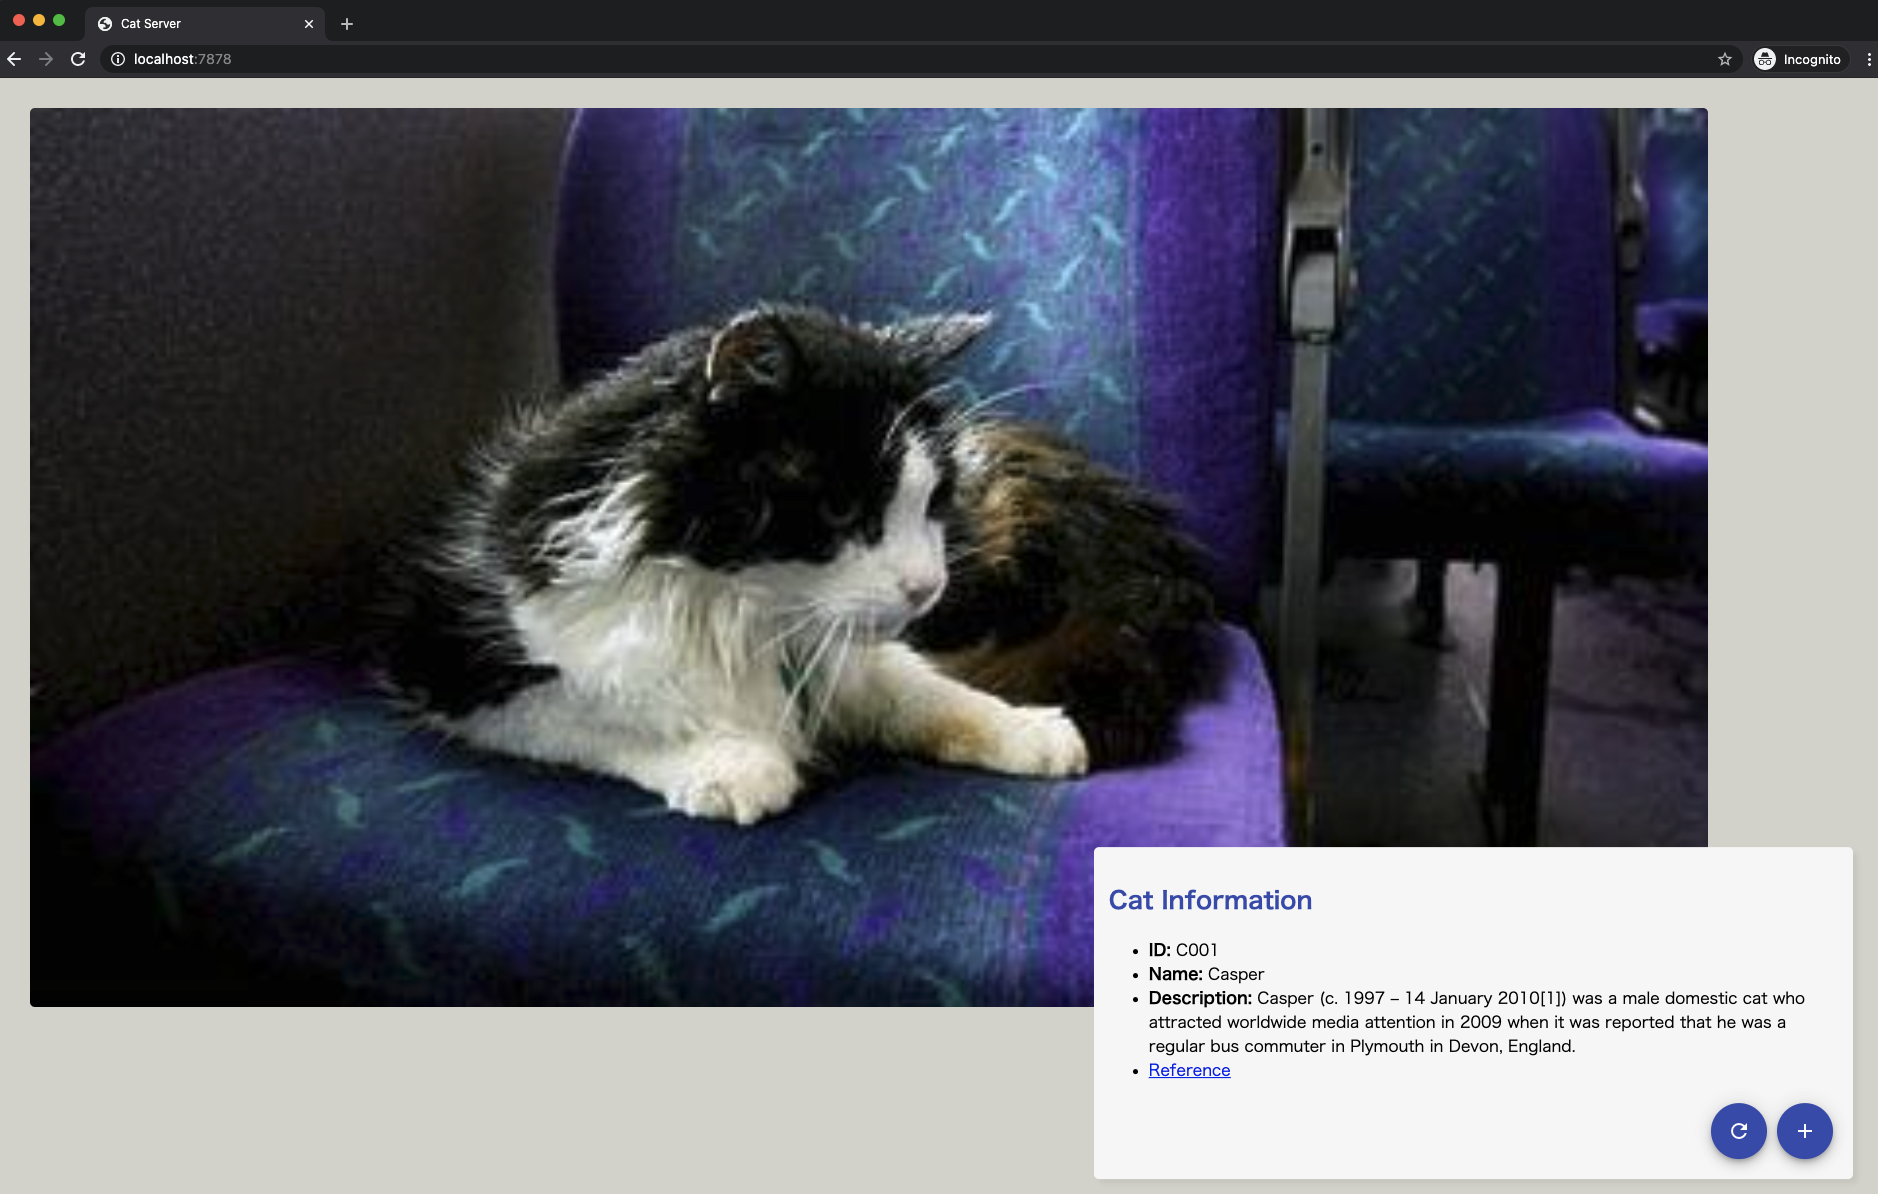 Cat Server
localhost:7878
Incognito
Cat Information
ID: C001
Name: Casper
Description: Casper (c. 1997 – 14 January 2010[1]) was a male domestic cat who
attracted worldwide media attention in 2009 when it was reported that he was a
regular bus commuter in Plymouth in Devon, England.
Reference